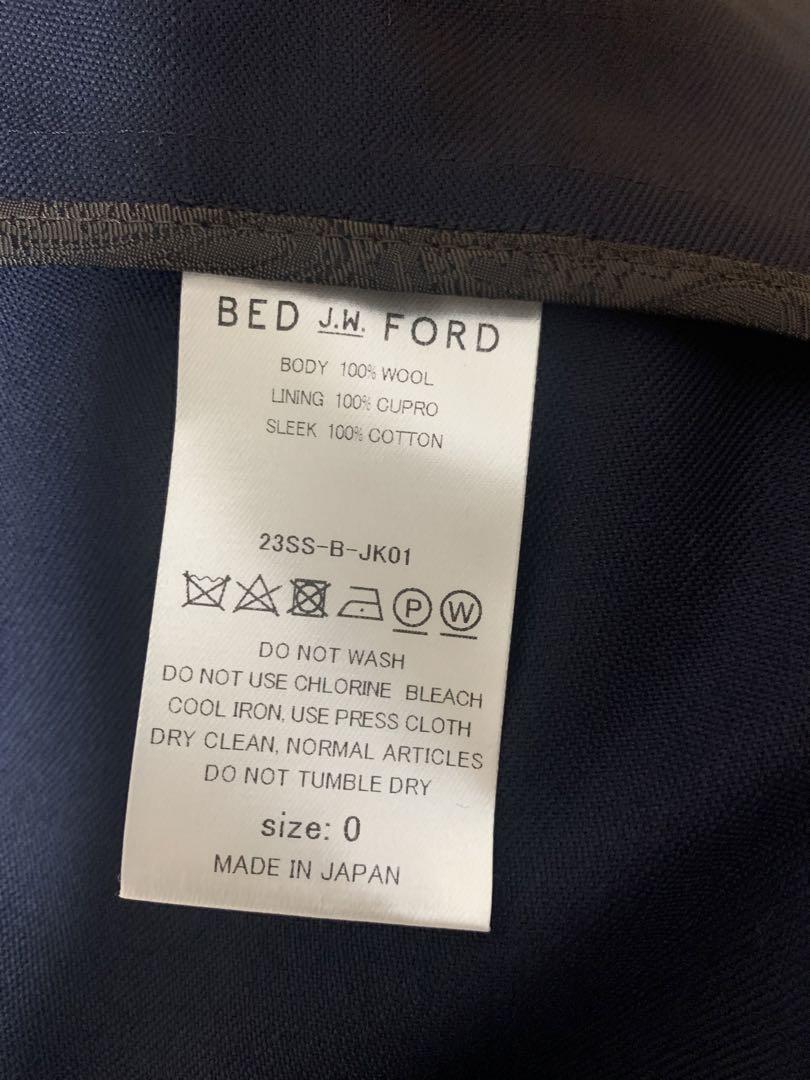 BED J.W. FORD
BODY 100% WOOL
LINING 100% CUPRO
SLEEK 100% COTTON
23SS-B-JK01
P W
DO NOT WASH
DO NOT USE CHLORINE BLEACH
COOL IRON, USE PRESS CLOTH
DRY CLEAN, NORMAL ARTICLES
DO NOT TUMBLE DRY
size: 0
MADE IN JAPAN